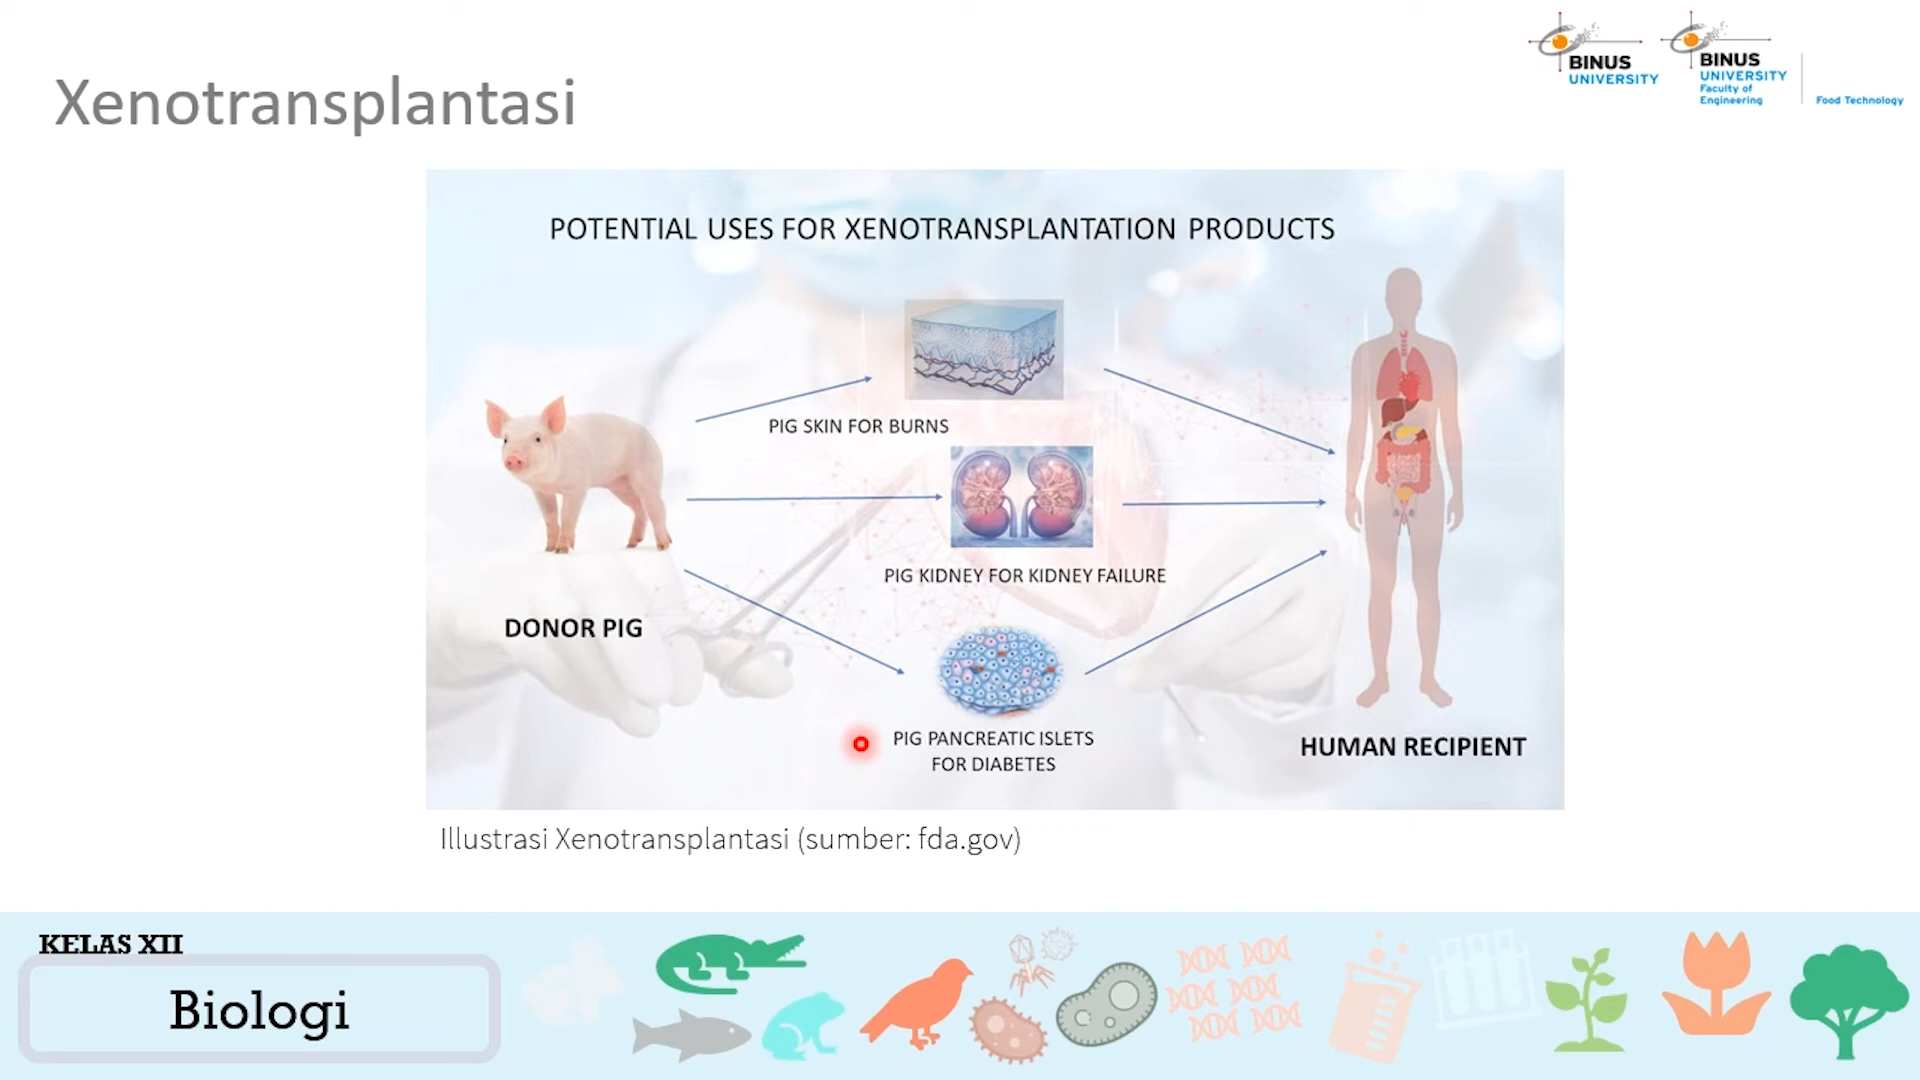 Xenotransplantasi
BINUS
UNIVERSITY
BINUS
UNIVERSITY
Faculty of
Engineering
Food Technology
POTENTIAL USES FOR XENOTRANSPLANTATION PRODUCTS
PIG SKIN FOR BURNS
PIG KIDNEY FOR KIDNEY FAILURE
DONOR PIG
PIG PANCREATIC ISLETS
FOR DIABETES
HUMAN RECIPIENT
Illustrasi Xenotransplantasi (sumber: fda.gov)
KELAS XII
Biologi